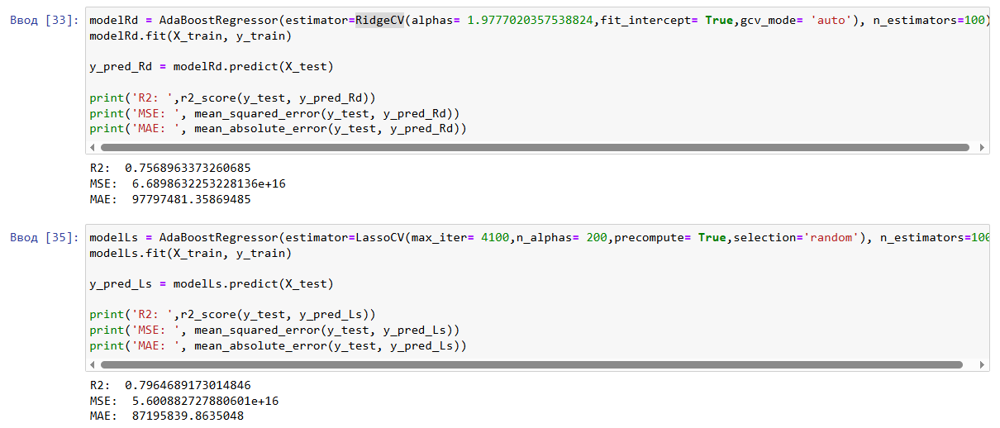 Ввод [33]: modelRd = AdaBoostRegressor(estimator=RidgeCV(alphas= 1.9777020357538824,fit_intercept= True,gcv_mode= 'auto'), n_estimators=100)
modelRd.fit(X_train, y_train)
y_pred_Rd = modelRd.predict(X_test)
print('R2: ',r2_score(y_test, y_pred_Rd))
print('MSE: ', mean_squared_error(y_test, y_pred_Rd))
print('MAE: ', mean_absolute_error(y_test, y_pred_Rd))
R2:  0.7568963373260685
MSE:  6.6898632253228136e+16
MAE:  97797481.35869485
Ввод [35]: modelLs = AdaBoostRegressor(estimator=LassoCV(max_iter= 4100,n_alphas= 200,precompute= True,selection='random'), n_estimators=100
modelLs.fit(X_train, y_train)
y_pred_Ls = modelLs.predict(X_test)
print('R2: ',r2_score(y_test, y_pred_Ls))
print('MSE: ', mean_squared_error(y_test, y_pred_Ls))
print('MAE: ', mean_absolute_error(y_test, y_pred_Ls))
R2:  0.7964689173014846
MSE:  5.600882727880601e+16
MAE:  87195839.8635048